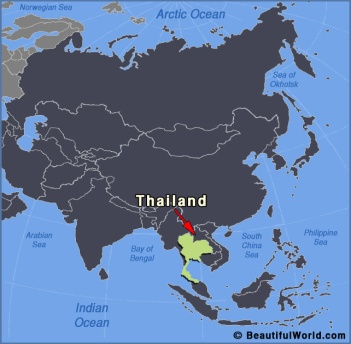 Norwegian Sea
Arctic Ocean
Sea of
Okhotsk
Thailand
Arabian
Sea
Bay of
Bengal
South
China
Sea
Philippine
Sea
Indian
Ocean
© BeautifulWorld.com